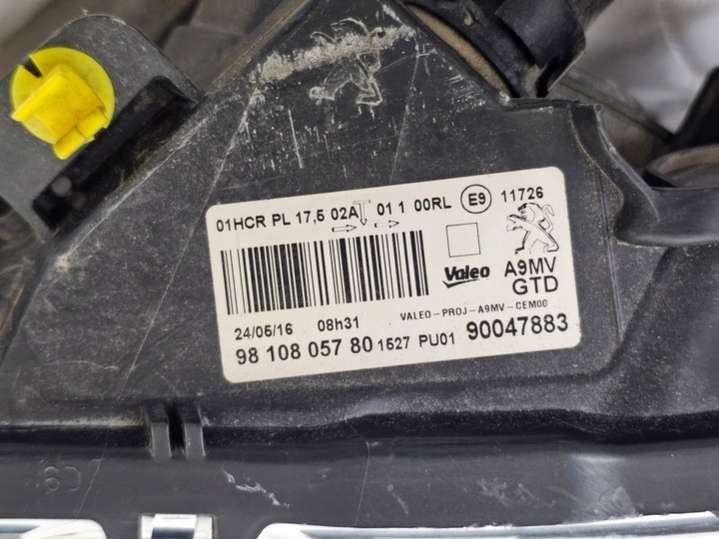 01HCR PL 17,5 02A 01 1 00RL E9 11726
Valeo
A9MV
GTD
24/05/16 08h31 VALEO-PROJ-A9MV-CEM00
98 108 057 80 1527 PU01 90047883